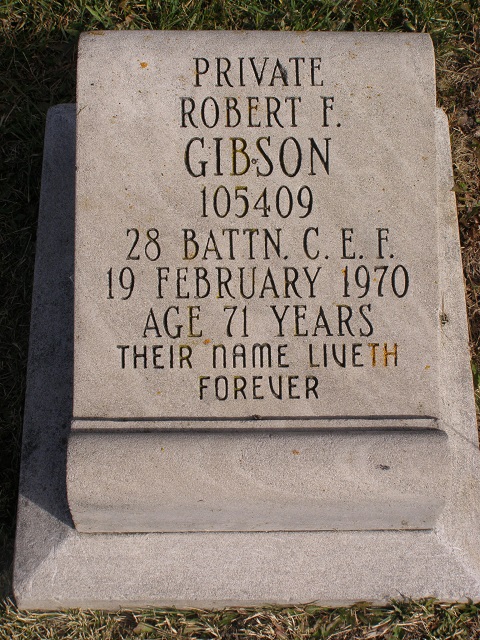 PRIVATE
ROBERT F.
GIBSON
105409
28 BATTN. C. E. F.
19 FEBRUARY 1970
AGE 71 YEARS
THEIR NAME LIVETH
FOREVER